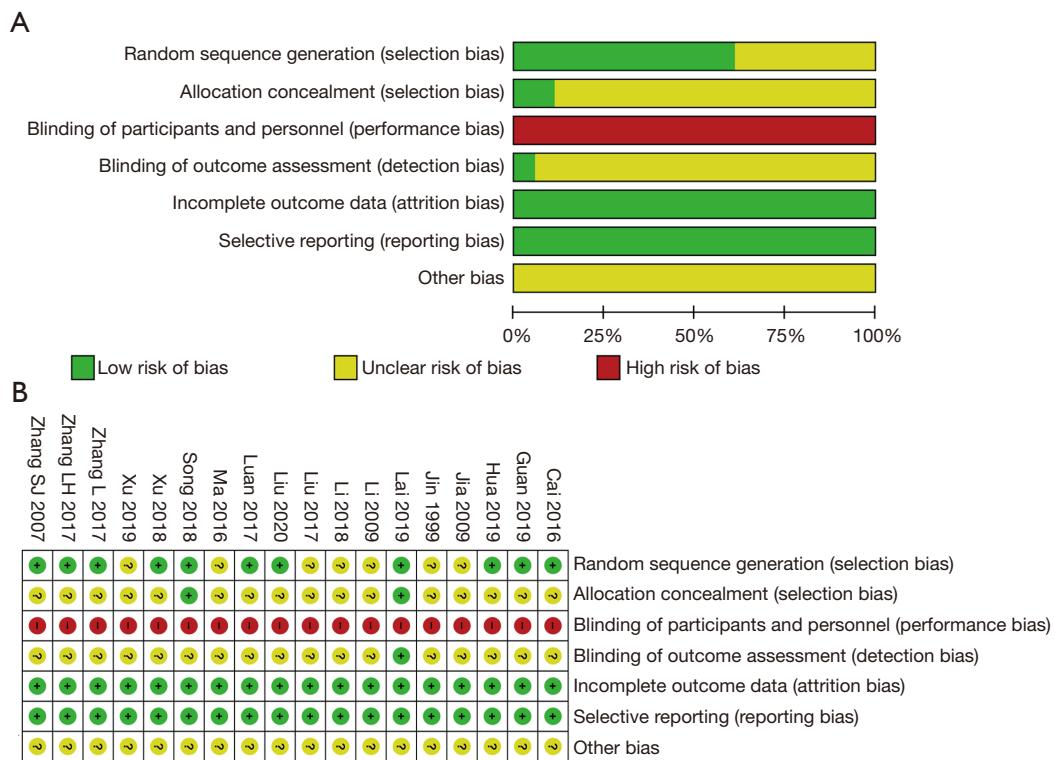 A
Random sequence generation (selection bias)
Allocation concealment (selection bias)
Blinding of participants and personnel (performance bias)
Blinding of outcome assessment (detection bias)
Incomplete outcome data (attrition bias)
Selective reporting (reporting bias)
Other bias
0% 25% 50% 75% 100%
Low risk of bias Unclear risk of bias High risk of bias
B
Zhang SJ 2007
Zhang LH 2017
Zhang L 2017
Xu 2019
Xu 2018
Song 2018
Ma 2016
Luan 2017
Liu 2020
Liu 2017
Li 2018
Li 2009
Lai 2019
Jin 1999
Jia 2009
Hua 2019
Guan 2019
Cai 2016
+ + + ? + + ? + + ? ? ? + ? ? + + + Random sequence generation (selection bias)
? ? ? ? ? + ? ? ? ? ? ? + ? ? ? ? ? Allocation concealment (selection bias)
– – – – – – – – – – – – – – – – – – Blinding of participants and personnel (performance bias)
? ? ? ? ? ? ? ? ? ? ? ? + ? ? ? ? ? Blinding of outcome assessment (detection bias)
+ + + + + + + + + + + + + + + + + + Incomplete outcome data (attrition bias)
+ + + + + + + + + + + + + + + + + + Selective reporting (reporting bias)
? ? ? ? ? ? ? ? ? ? ? ? ? ? ? ? ? ? Other bias